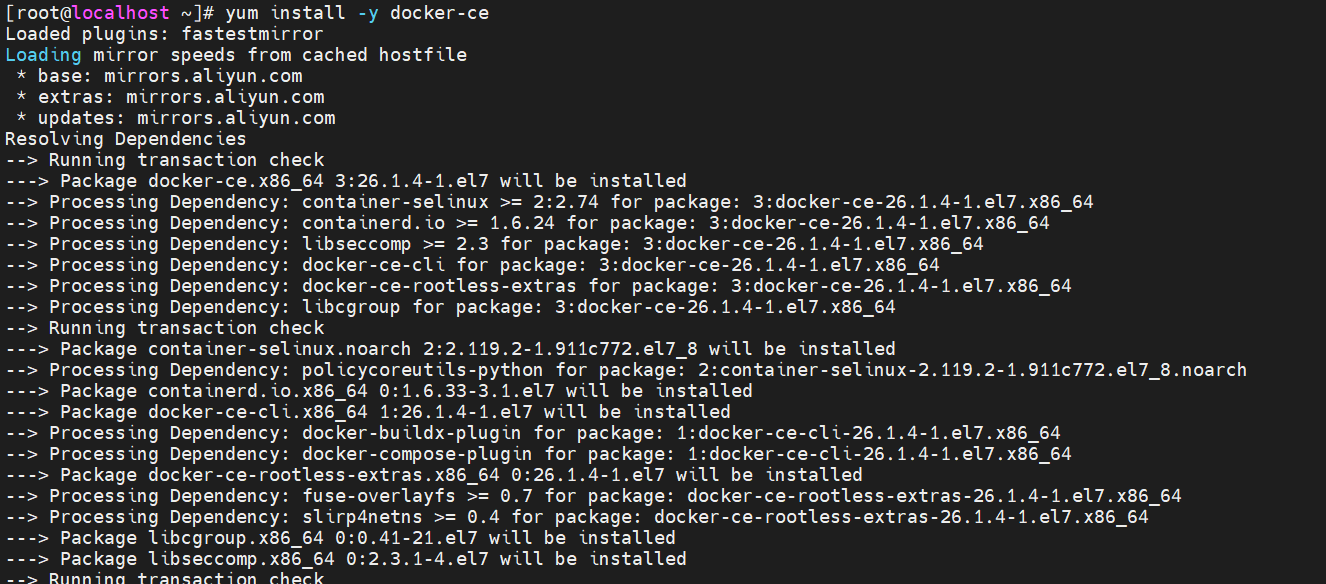 [root@localhost ~]# yum install -y docker-ce
Loaded plugins: fastestmirror
Loading mirror speeds from cached hostfile
 * base: mirrors.aliyun.com
 * extras: mirrors.aliyun.com
 * updates: mirrors.aliyun.com
Resolving Dependencies
--> Running transaction check
---> Package docker-ce.x86_64 3:26.1.4-1.el7 will be installed
--> Processing Dependency: container-selinux >= 2:2.74 for package: 3:docker-ce-26.1.4-1.el7.x86_64
--> Processing Dependency: containerd.io >= 1.6.24 for package: 3:docker-ce-26.1.4-1.el7.x86_64
--> Processing Dependency: libseccomp >= 2.3 for package: 3:docker-ce-26.1.4-1.el7.x86_64
--> Processing Dependency: docker-ce-cli for package: 3:docker-ce-26.1.4-1.el7.x86_64
--> Processing Dependency: docker-ce-rootless-extras for package: 3:docker-ce-26.1.4-1.el7.x86_64
--> Processing Dependency: libcgroup for package: 3:docker-ce-26.1.4-1.el7.x86_64
--> Running transaction check
---> Package container-selinux.noarch 2:2.119.2-1.911c772.el7_8 will be installed
--> Processing Dependency: policycoreutils-python for package: 2:container-selinux-2.119.2-1.911c772.el7_8.noarch
---> Package containerd.io.x86_64 0:1.6.33-3.1.el7 will be installed
---> Package docker-ce-cli.x86_64 1:26.1.4-1.el7 will be installed
--> Processing Dependency: docker-buildx-plugin for package: 1:docker-ce-cli-26.1.4-1.el7.x86_64
--> Processing Dependency: docker-compose-plugin for package: 1:docker-ce-cli-26.1.4-1.el7.x86_64
---> Package docker-ce-rootless-extras.x86_64 0:26.1.4-1.el7 will be installed
--> Processing Dependency: fuse-overlayfs >= 0.7 for package: docker-ce-rootless-extras-26.1.4-1.el7.x86_64
--> Processing Dependency: slirp4netns >= 0.4 for package: docker-ce-rootless-extras-26.1.4-1.el7.x86_64
---> Package libcgroup.x86_64 0:0.41-21.el7 will be installed
---> Package libseccomp.x86_64 0:2.3.1-4.el7 will be installed
--> Running transaction check